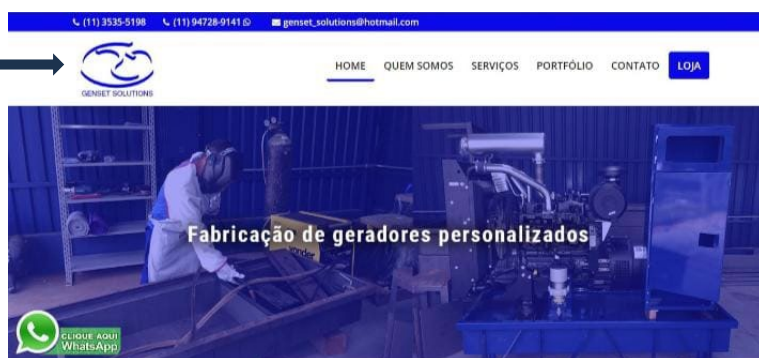 (11) 3535-5198 (11) 94728-9141 genset_solutions@hotmail.com
GENSET SOLUTIONS
HOME QUEM SOMOS SERVIÇOS PORTFÓLIO CONTATO LOJA
Fabricação de geradores personalizados
vonder
CLIQUE AQUI
WhatsApp